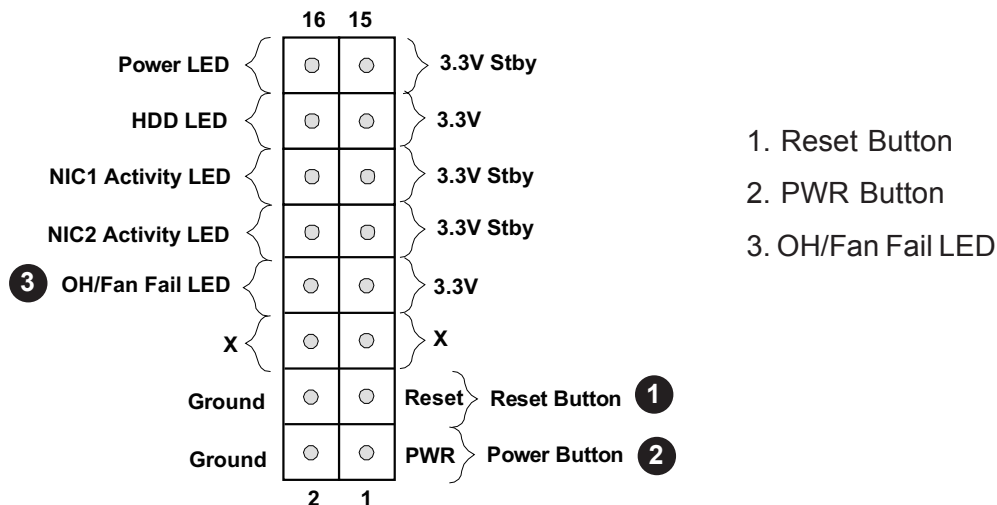 16 15
Power LED 3.3V Stby
HDD LED 3.3V
NIC1 Activity LED 3.3V Stby
NIC2 Activity LED 3.3V Stby
3 OH/Fan Fail LED 3.3V
X X
Ground Reset Reset Button 1
Ground PWR Power Button 2
2 1
1. Reset Button
2. PWR Button
3. OH/Fan Fail LED